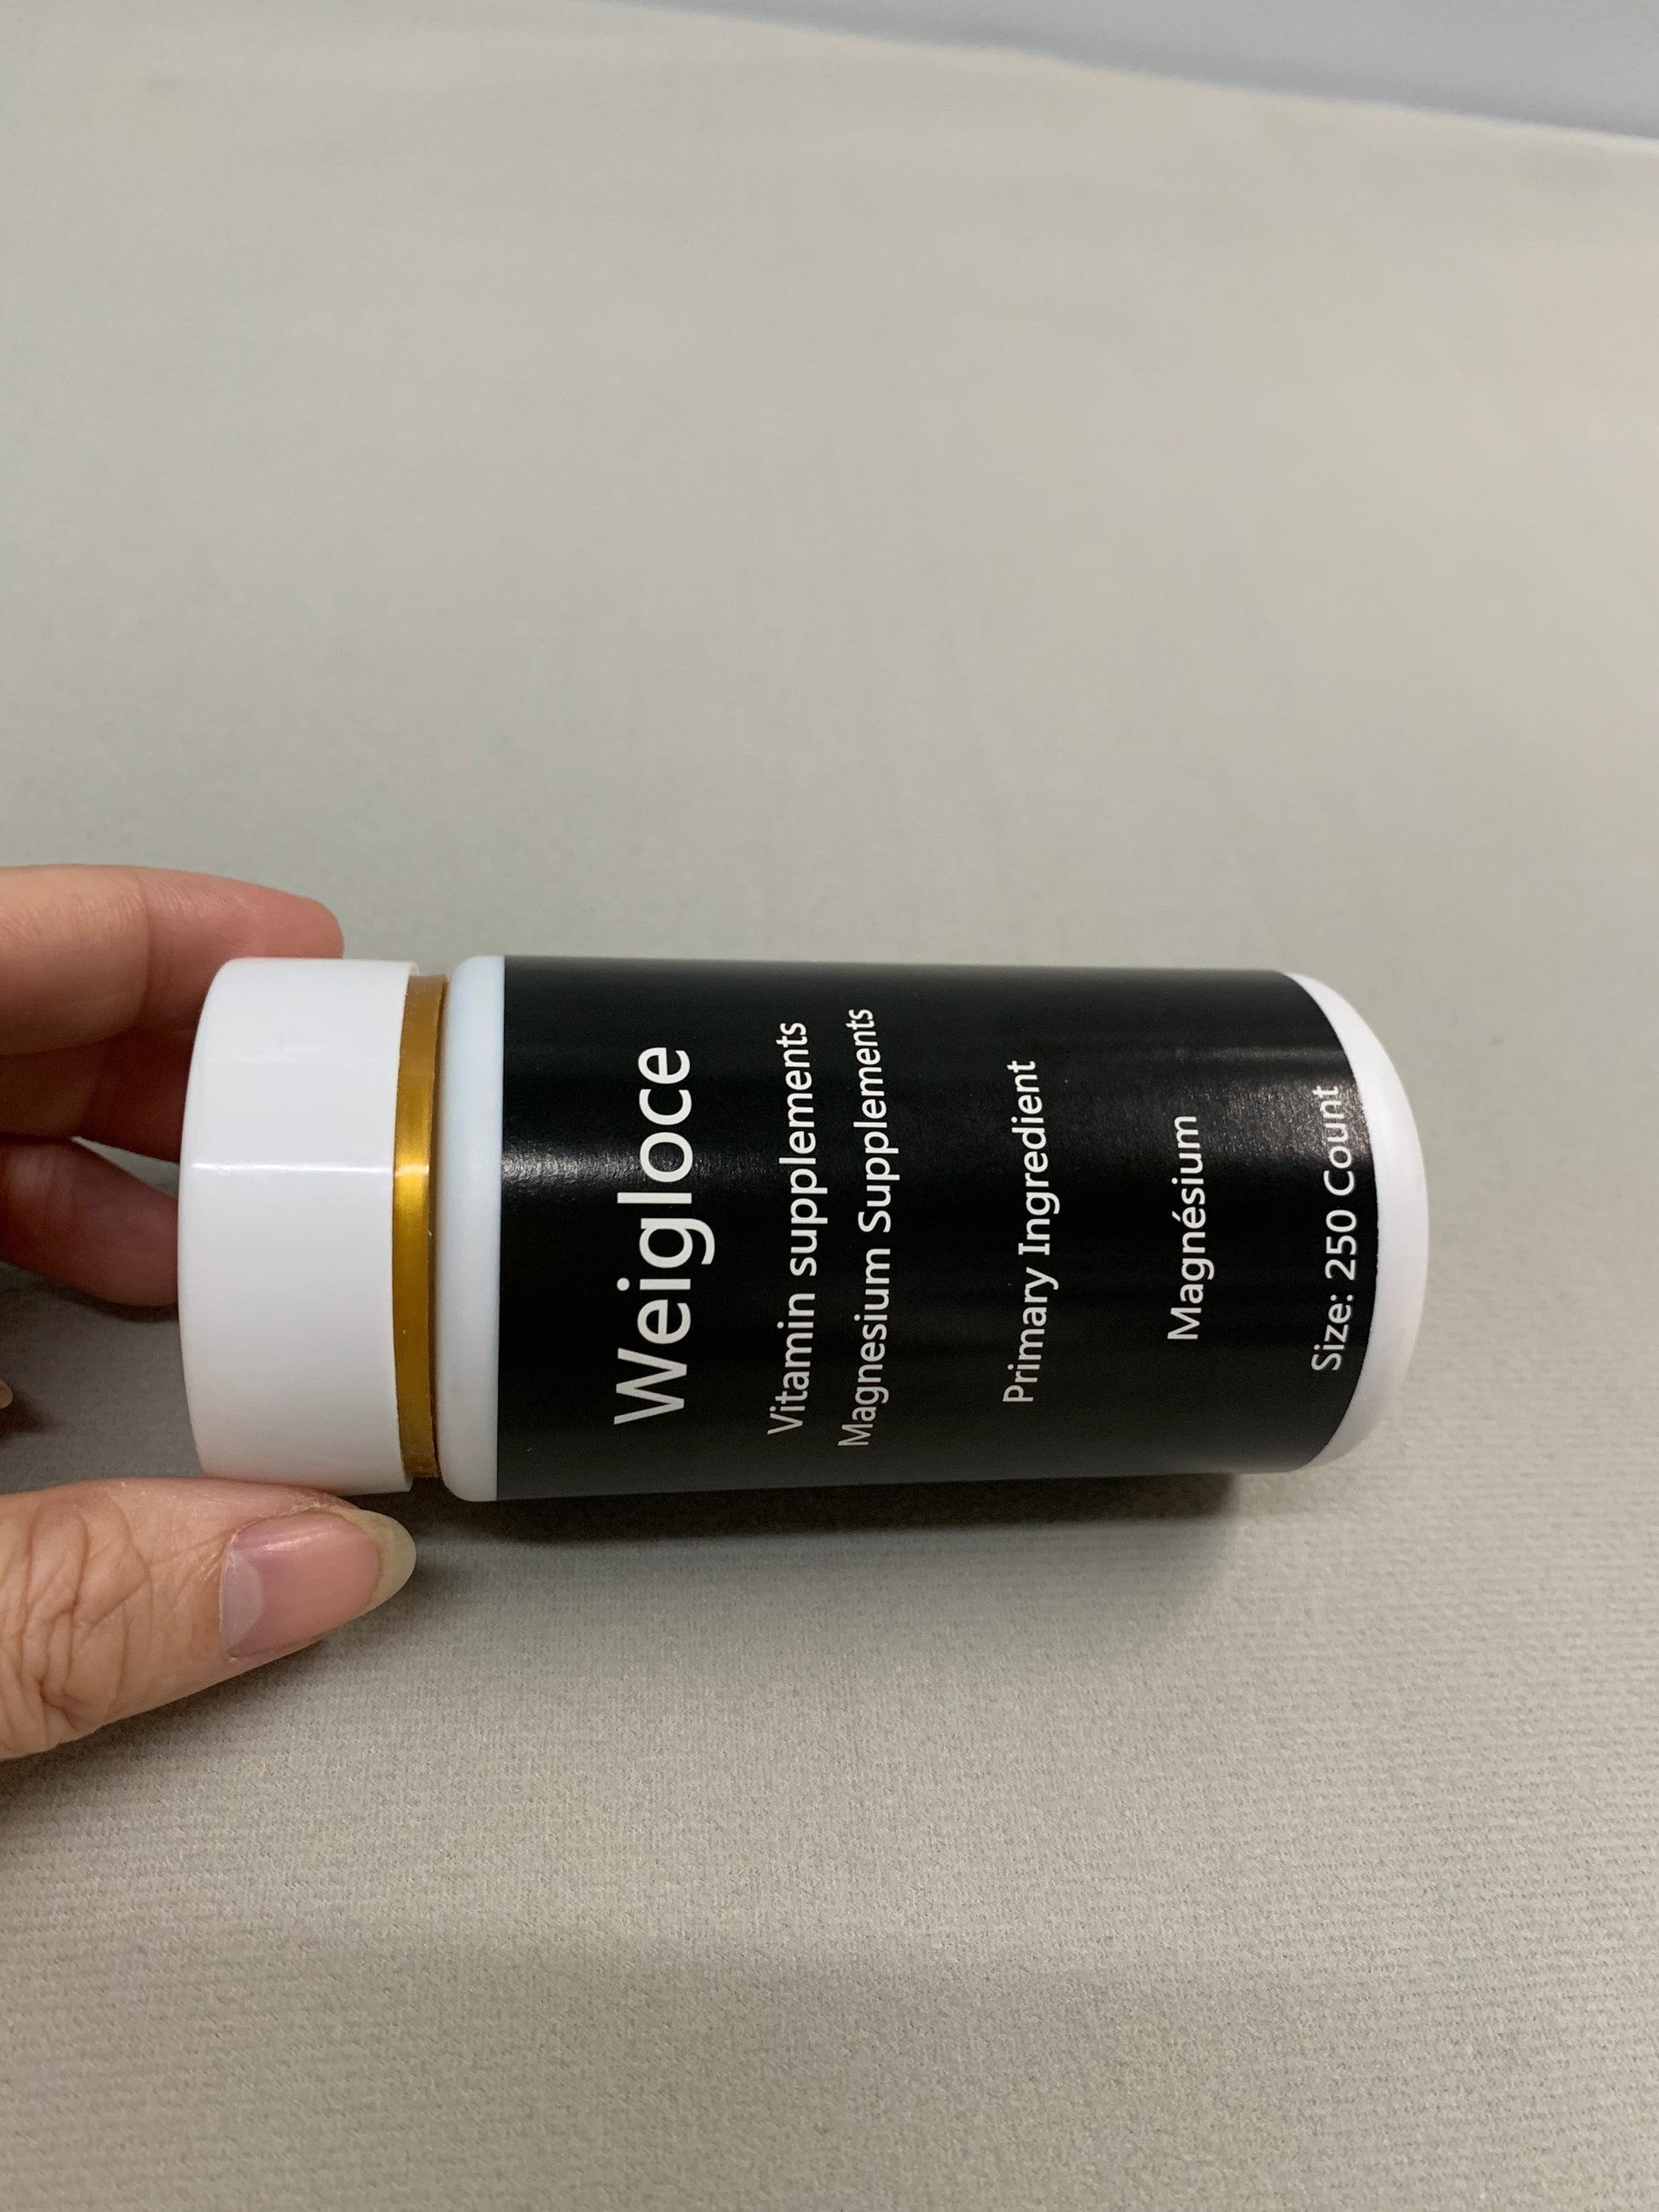 Weigloce
Vitamin supplements
Magnesium Supplements
Primary Ingredient
Magnésium
Size: 250 Count